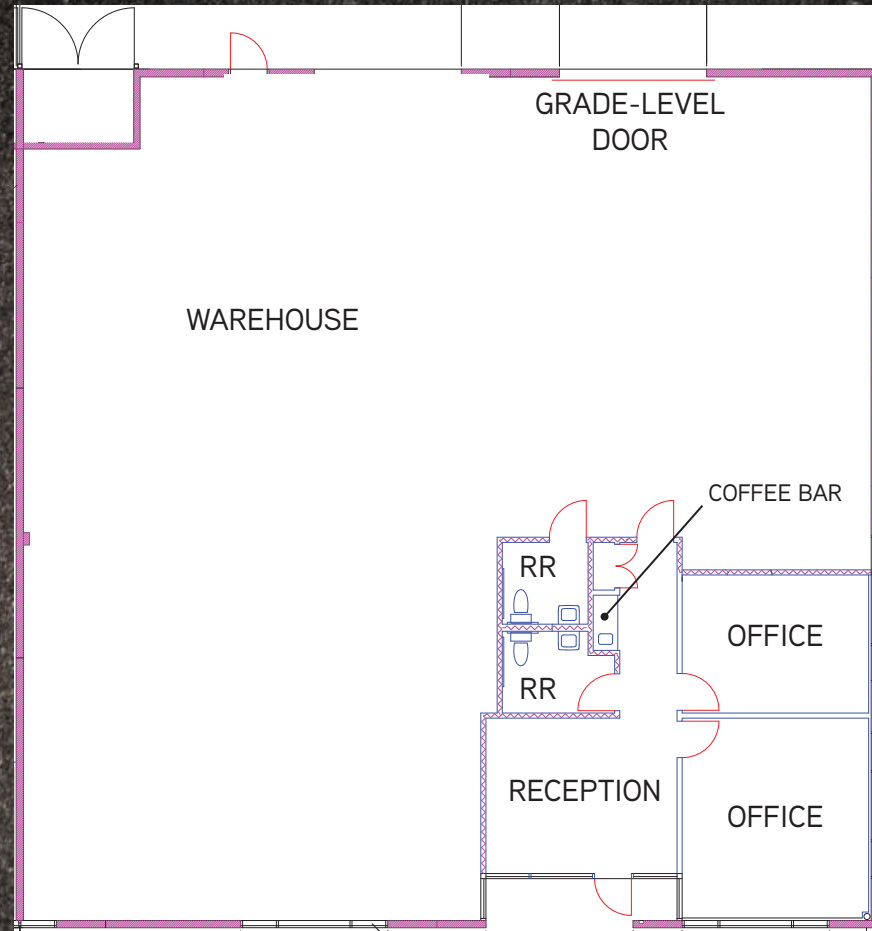 GRADE-LEVEL
DOOR
WAREHOUSE
COFFEE BAR
RR
OFFICE
RR
RECEPTION
OFFICE